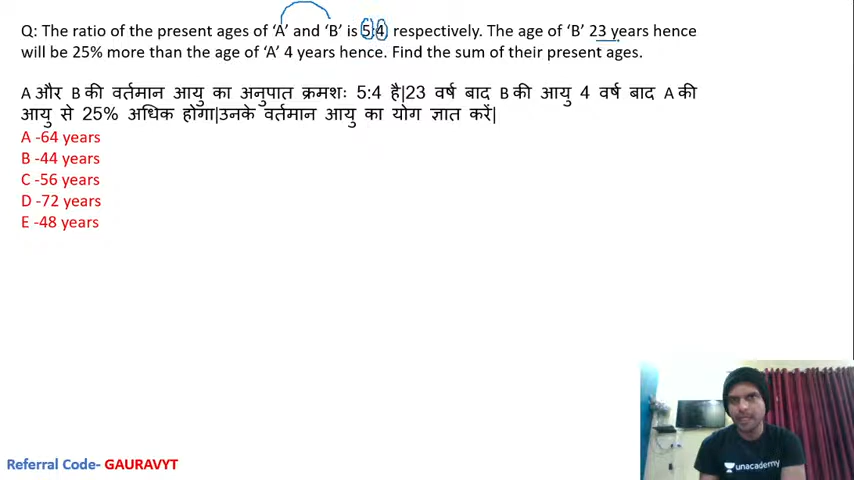 Q: The ratio of the present ages of ‘A’ and ‘B’ is 5:4 respectively. The age of ‘B’ 23 years hence
will be 25% more than the age of ‘A’ 4 years hence. Find the sum of their present ages.
A और B की वर्तमान आयु का अनुपात क्रमशः 5:4 है|23 वर्ष बाद B की आयु 4 वर्ष बाद A की
आयु से 25% अधिक होगा|उनके वर्तमान आयु का योग ज्ञात करें|
A -64 years
B -44 years
C -56 years
D -72 years
E -48 years
unacademy
Referral Code- GAURAVYT